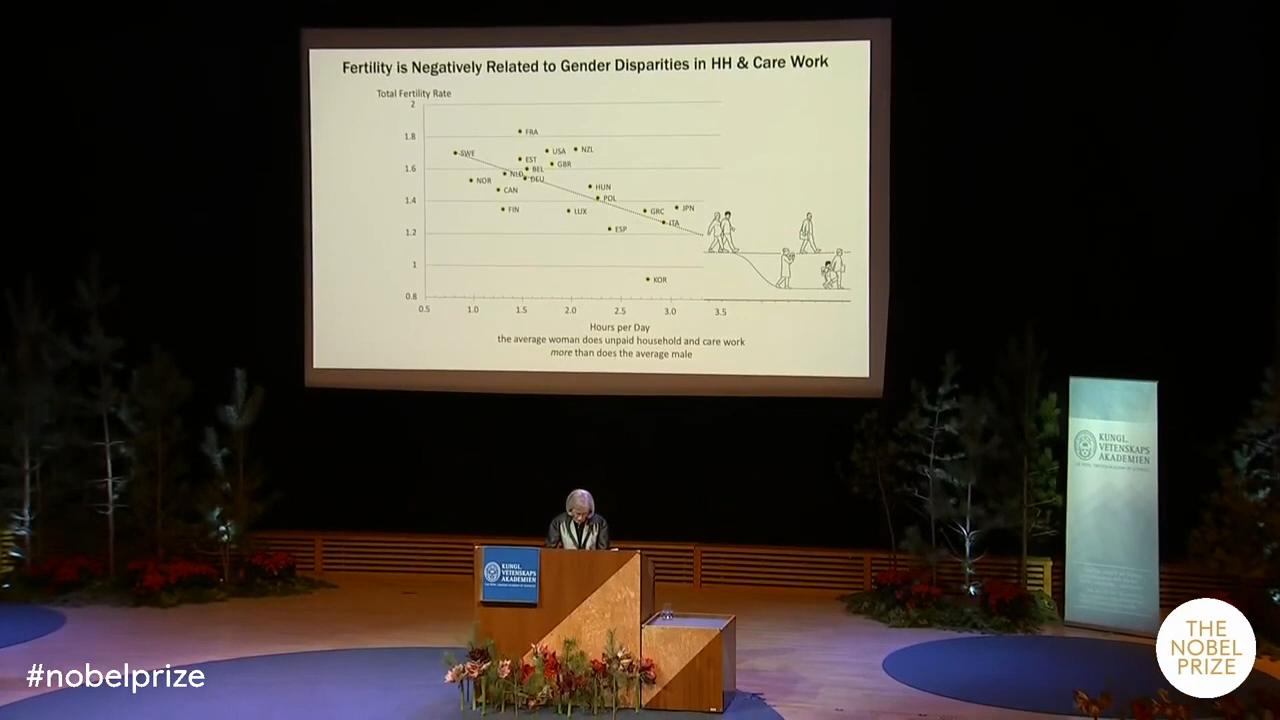 Fertility is Negatively Related to Gender Disparities in HH & Care Work
Total Fertility Rate
2
1.8
1.6
1.4
1.2
1
0.8
FRA
SWE
USA
NZL
EST
GBR
BEL
NLD
DEU
NOR
CAN
HUN
POL
FIN
LUX
GRC
JPN
ITA
ESP
KOR
0.5 1.0 1.5 2.0 2.5 3.0 3.5
Hours per Day
the average woman does unpaid household and care work
more than does the average male
KUNGL.
VETENSKAPS
AKADEMIEN
KUNGL.
VETENSKAPS
AKADEMIEN
THE
NOBEL
PRIZE
#nobelprize